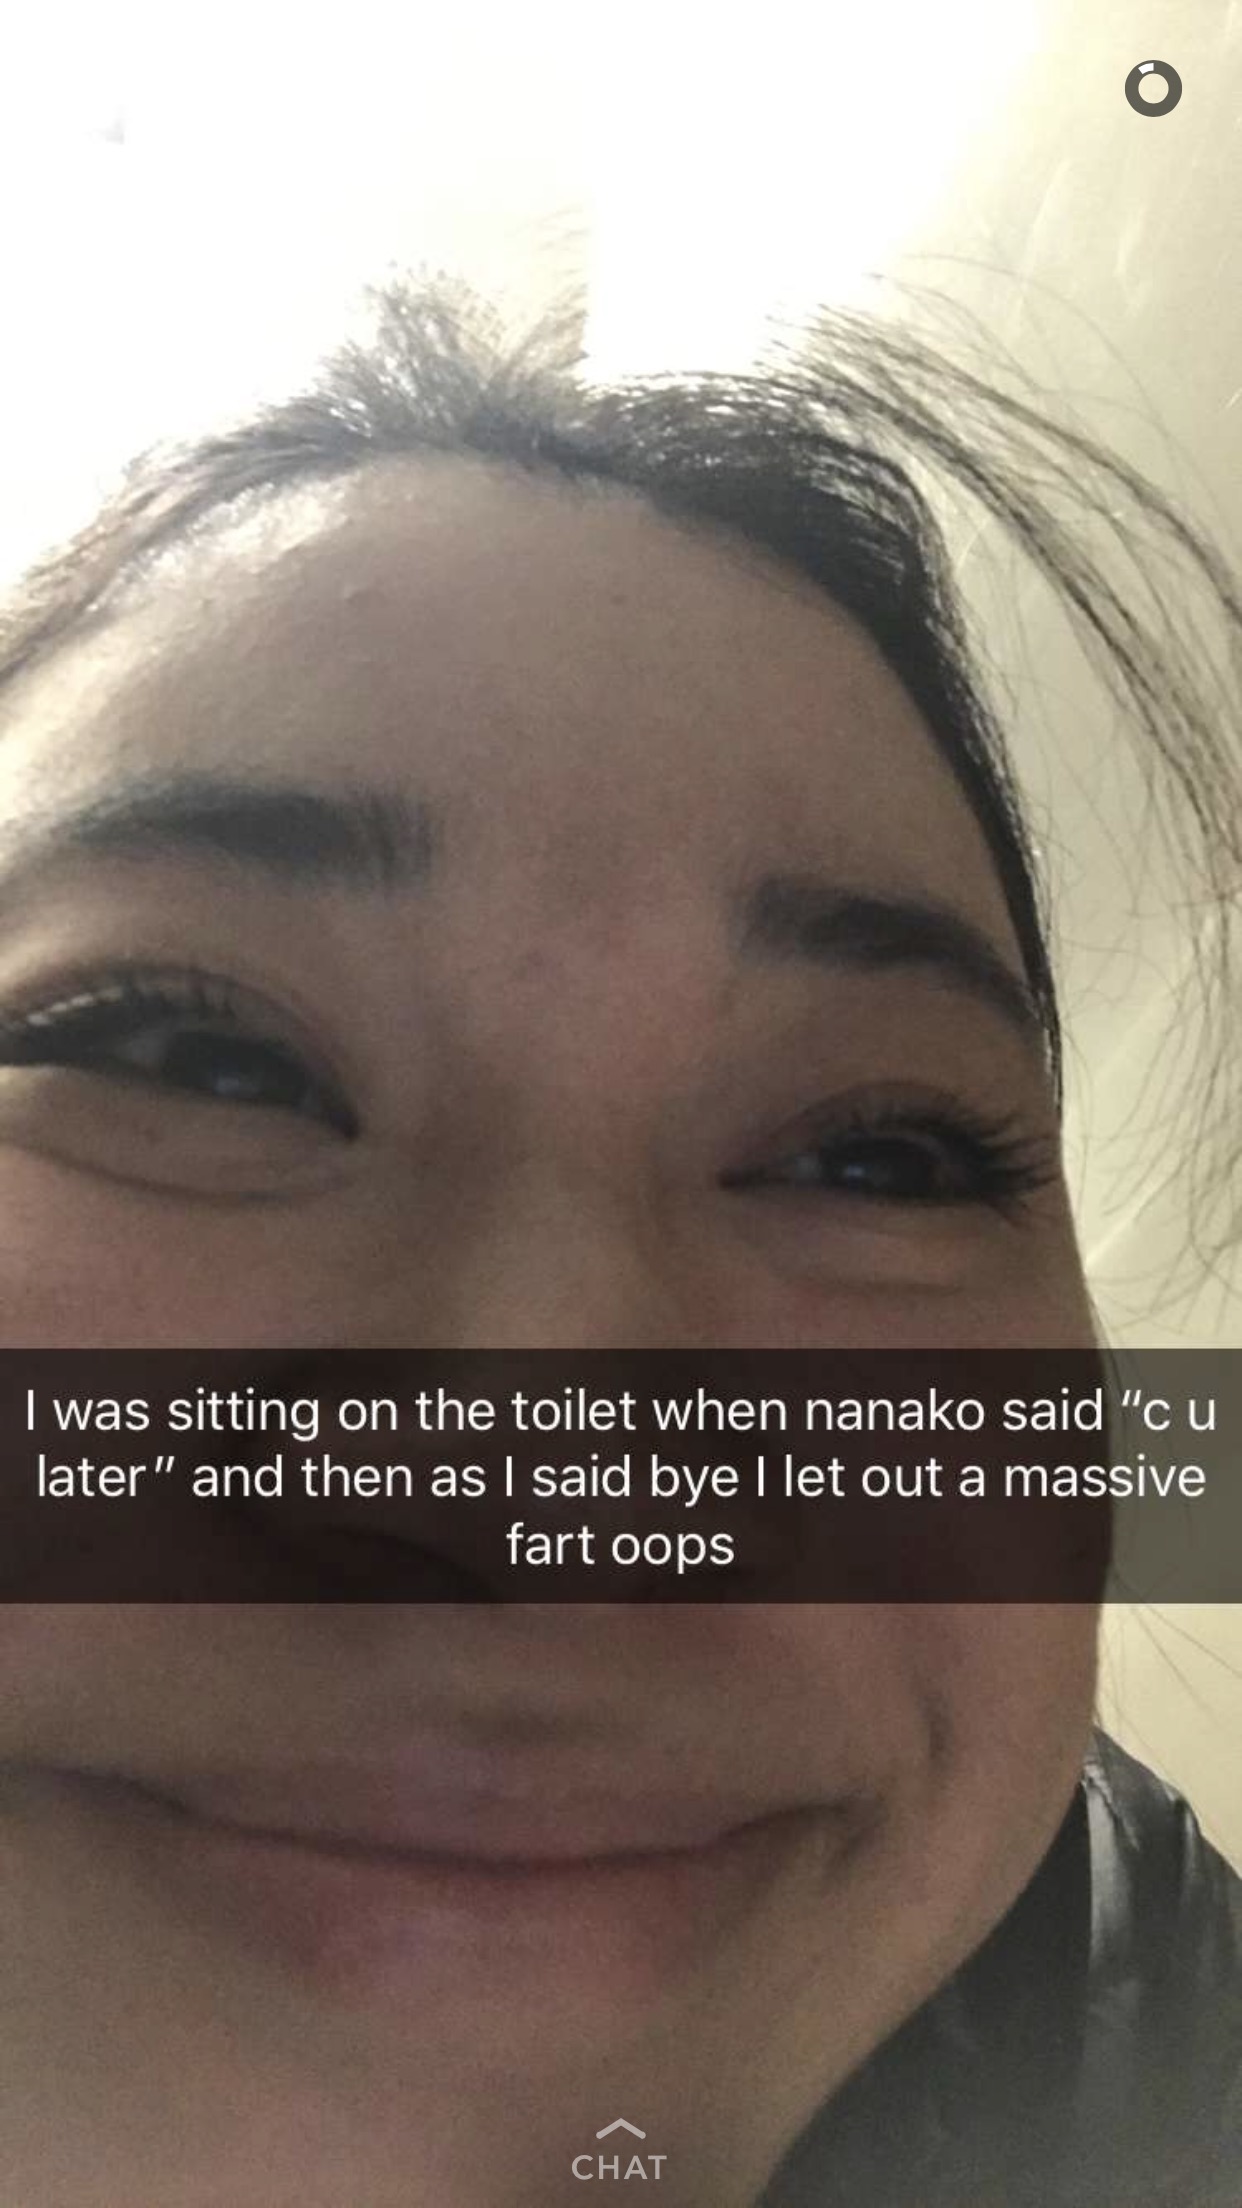 I was sitting on the toilet when nanako said “c u
later” and then as I said bye I let out a massive
fart oops
CHAT